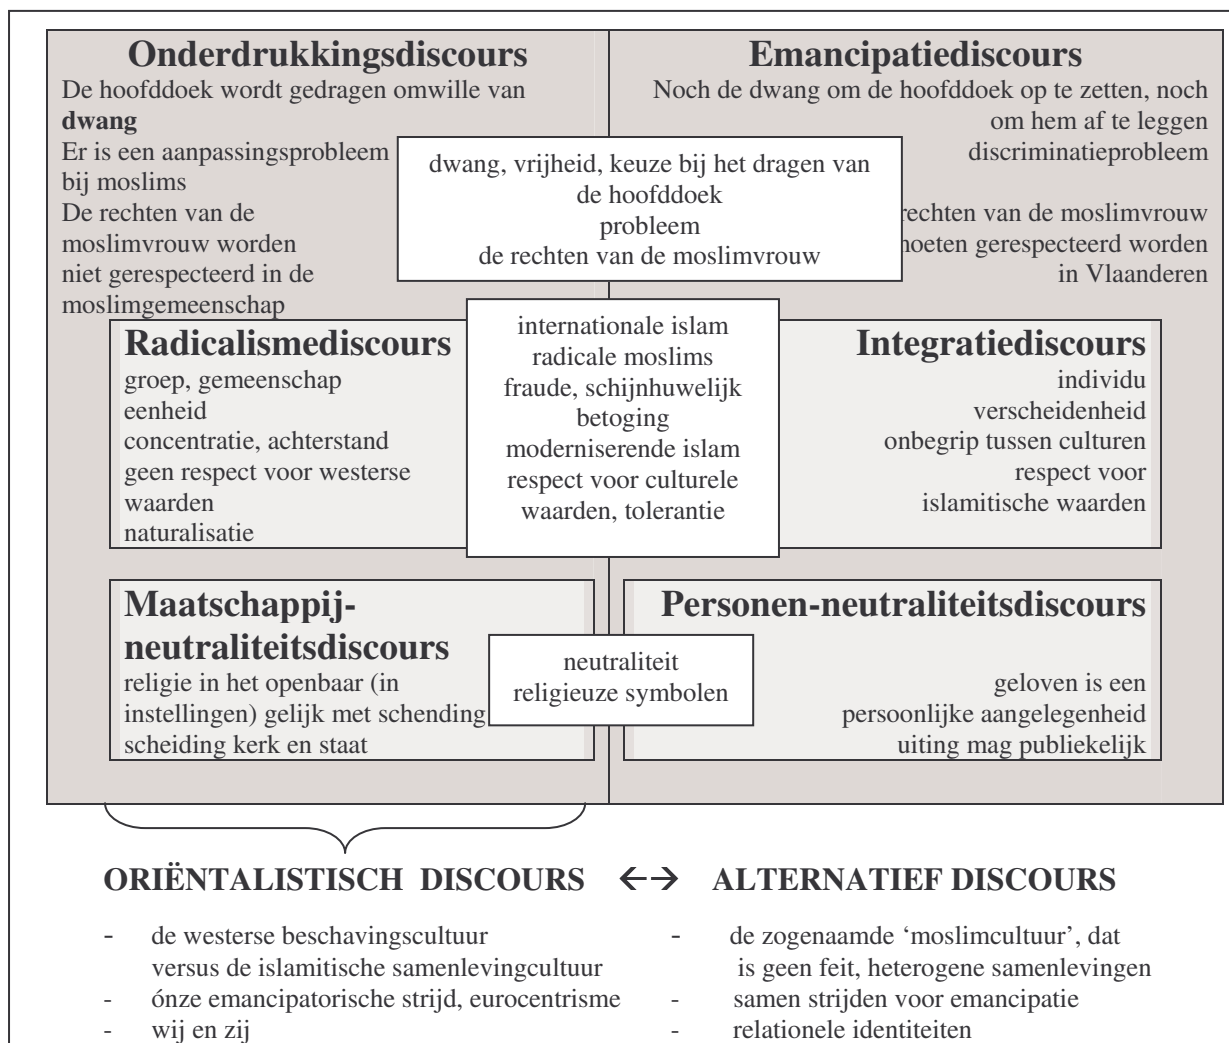 Onderdrukkingsdiscours
De hoofddoek wordt gedragen omwille van
dwang
Er is een aanpassingsprobleem
bij moslims
De rechten van de
moslimvrouw worden
niet gerespecteerd in de
moslimgemeenschap
Emancipatiediscours
Noch de dwang om de hoofddoek op te zetten, noch
om hem af te leggen
discriminatieprobleem
rechten van de moslimvrouw
moeten gerespecteerd worden
in Vlaanderen
dwang, vrijheid, keuze bij het dragen van
de hoofddoek
probleem
de rechten van de moslimvrouw
Radicalismediscours
groep, gemeenschap
eenheid
concentratie, achterstand
geen respect voor westerse
waarden
naturalisatie
internationale islam
radicale moslims
fraude, schijnhuwelijk
betoging
moderniserende islam
respect voor culturele
waarden, tolerantie
Integratiediscours
individu
verscheidenheid
onbegrip tussen culturen
respect voor
islamitische waarden
Maatschappij-
neutraliteitsdiscours
religie in het openbaar (in
instellingen) gelijk met schending
scheiding kerk en staat
neutraliteit
religieuze symbolen
Personen-neutraliteitsdiscours
geloven is een
persoonlijke aangelegenheid
uiting mag publiekelijk
ORIËNTALISTISCH DISCOURS ←→ ALTERNATIEF DISCOURS
- de westerse beschavingscultuur
versus de islamitische samenlevingcultuur
- ónze emancipatorische strijd, eurocentrisme
- wij en zij
- de zogenaamde ‘moslimcultuur’, dat
is geen feit, heterogene samenlevingen
- samen strijden voor emancipatie
- relationele identiteiten